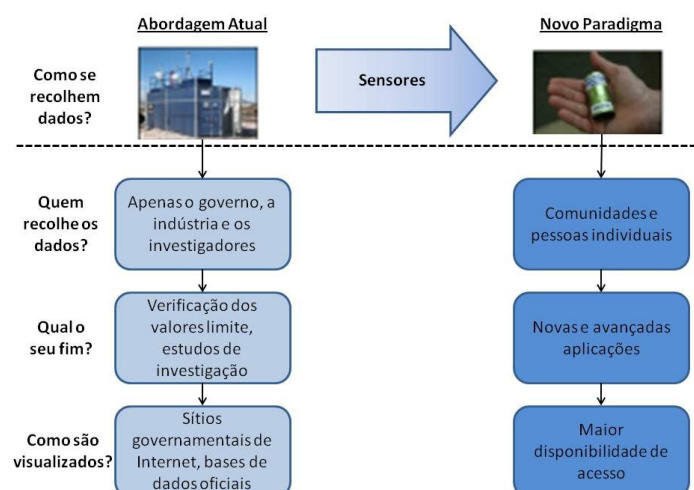 Abordagem Atual
Novo Paradigma
Como se
recolhem
dados?
Sensores
Quem
recolhe os
dados?
Apenas o governo, a
indústria e os
investigadores
Comunidades e
pessoas individuais
Qual o
seu fim?
Verificação dos
valores limite,
estudos de
investigação
Novas e avançadas
aplicações
Como são
visualizados?
Sítios
governamentais de
Internet, bases de
dados oficiais
Maior
disponibilidade de
acesso